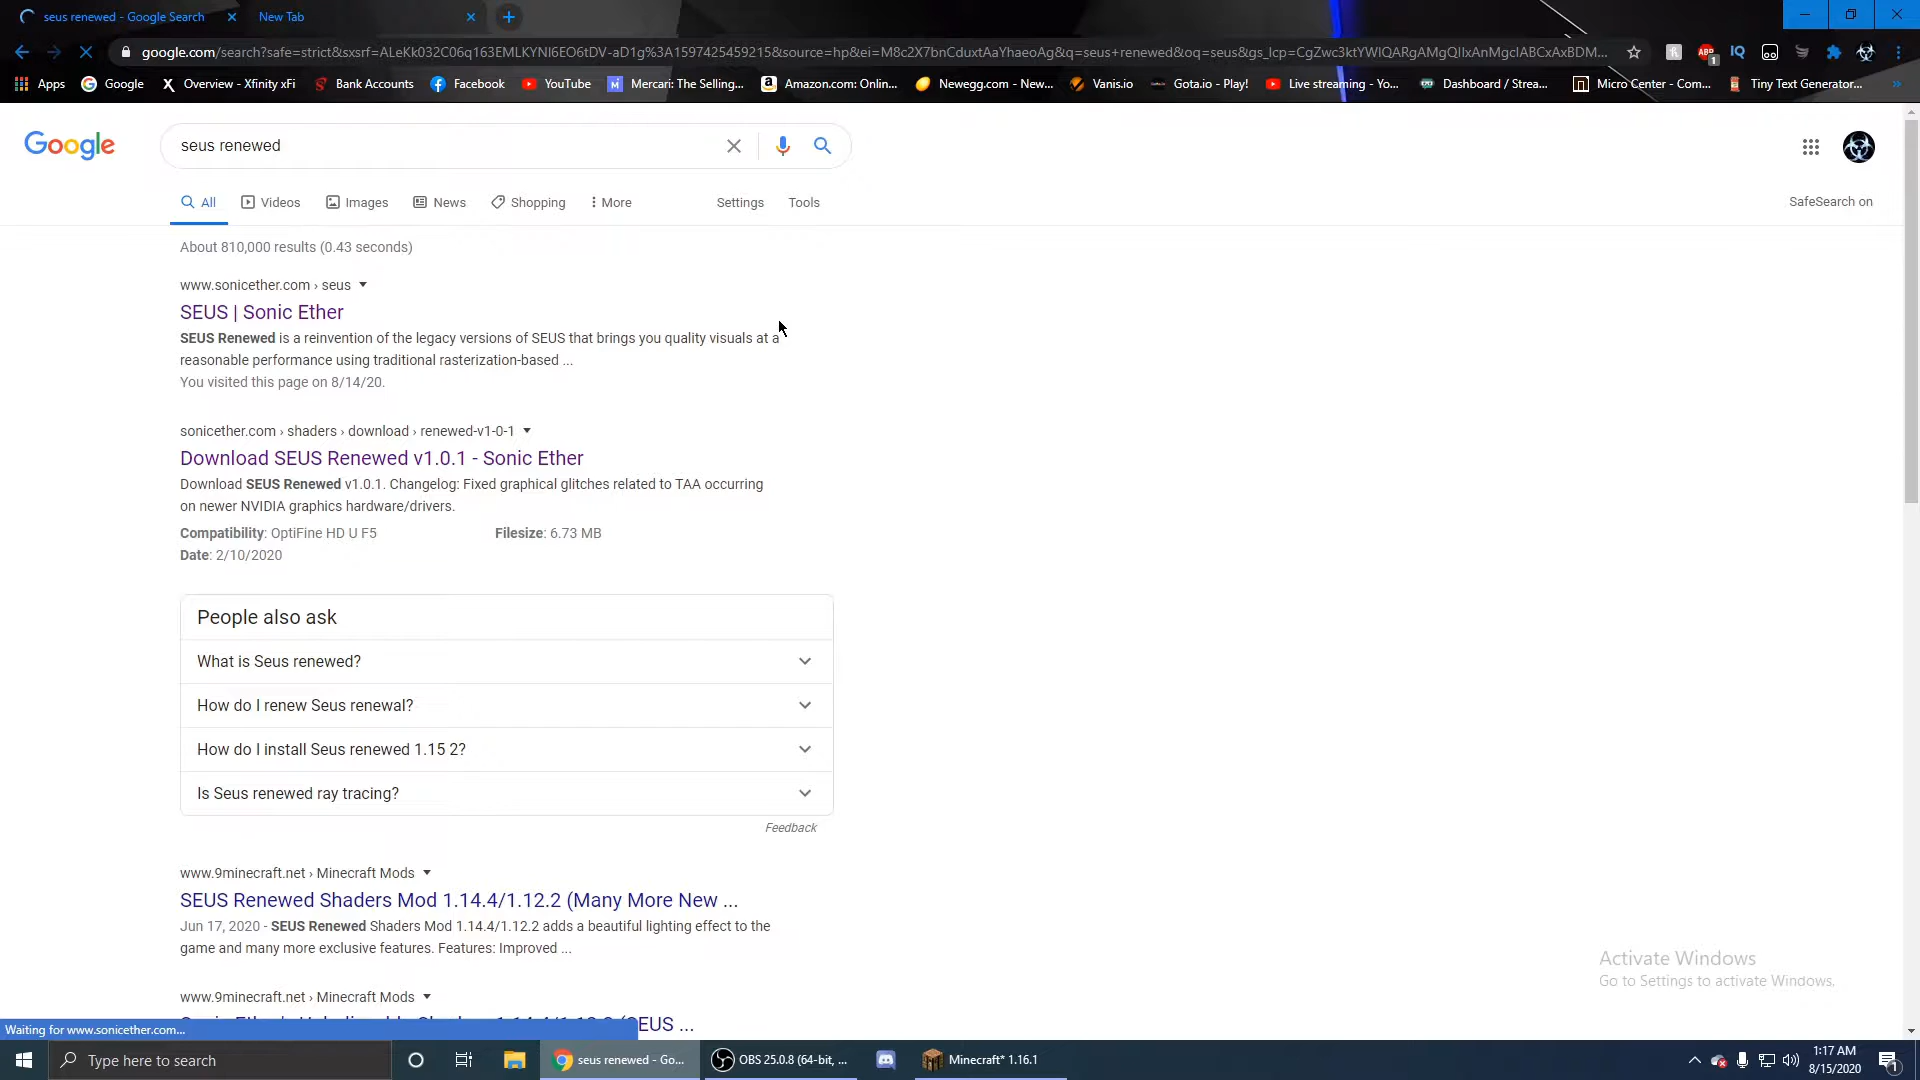 seus renewed - Google Search
New Tab
google.com/search?safe=strict&sxsrf=ALeKk032C06q163EMLKYNI6EO6tDV-aD1g%3A1597425459215&source=hp&ei=M8c2X7bnCduxtAaYhaeoAg&q=seus+renewed&oq=seus&gs_lcp=CgZwc3ktYWIQARgAMgQIIxAnMgcIABCxAxBDM...
Apps
Google
Overview - Xfinity xFi
Bank Accounts
Facebook
YouTube
Mercari: The Selling...
Amazon.com: Onlin...
Newegg.com - New...
Vanis.io
Gota.io - Play!
Live streaming - Yo...
Dashboard / Strea...
Micro Center - Com...
Tiny Text Generator...
Google
seus renewed
All
Videos
Images
News
Shopping
More
Settings
Tools
SafeSearch on
About 810,000 results (0.43 seconds)
www.sonicether.com › seus
SEUS | Sonic Ether
SEUS Renewed is a reinvention of the legacy versions of SEUS that brings you quality visuals at a
reasonable performance using traditional rasterization-based ...
You visited this page on 8/14/20.
sonicether.com › shaders › download › renewed-v1-0-1
Download SEUS Renewed v1.0.1 - Sonic Ether
Download SEUS Renewed v1.0.1. Changelog: Fixed graphical glitches related to TAA occurring
on newer NVIDIA graphics hardware/drivers.
Compatibility: OptiFine HD U F5 Filesize: 6.73 MB
Date: 2/10/2020
People also ask
What is Seus renewed?
How do I renew Seus renewal?
How do I install Seus renewed 1.15 2?
Is Seus renewed ray tracing?
Feedback
www.9minecraft.net › Minecraft Mods
SEUS Renewed Shaders Mod 1.14.4/1.12.2 (Many More New ...
Jun 17, 2020 - SEUS Renewed Shaders Mod 1.14.4/1.12.2 adds a beautiful lighting effect to the
game and many more exclusive features. Features: Improved ...
www.9minecraft.net › Minecraft Mods
SEUS ...
Activate Windows
Go to Settings to activate Windows.
Waiting for www.sonicether.com...
Type here to search
seus renewed - Go...
OBS 25.0.8 (64-bit, ...
Minecraft* 1.16.1
1:17 AM
8/15/2020
1